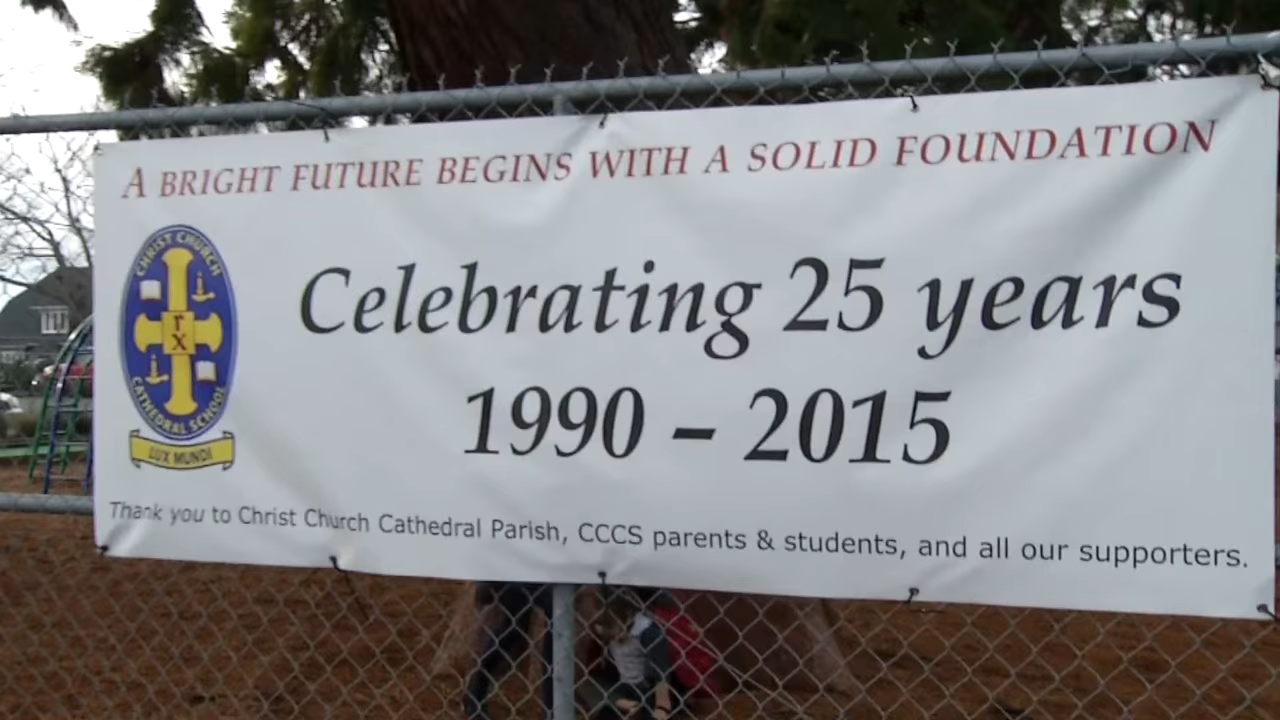 A BRIGHT FUTURE BEGINS WITH A SOLID FOUNDATION
CHRIST CHURCH
r
X
CATHEDRAL SCHOOL
LUX MUNDI
Celebrating 25 years
1990 – 2015
Thank you to Christ Church Cathedral Parish, CCCS parents & students, and all our supporters.